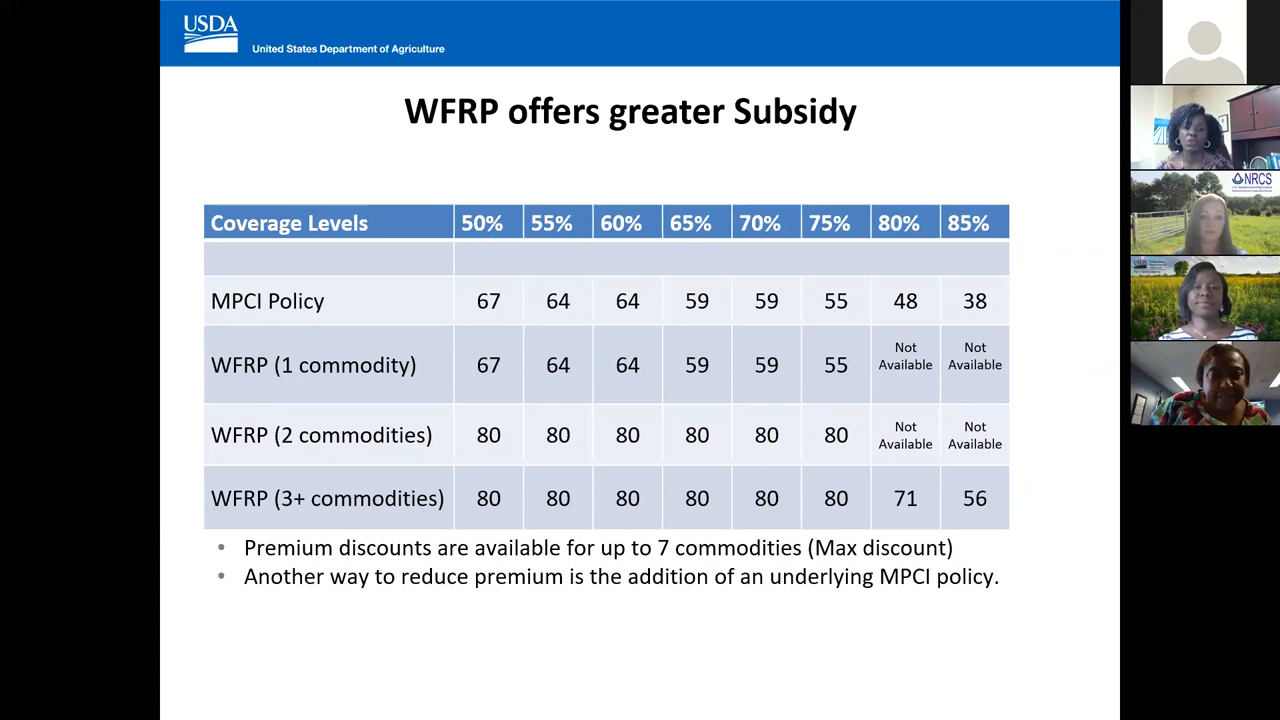 USDA
United States Department of Agriculture
WFRP offers greater Subsidy
Coverage Levels 50% 55% 60% 65% 70% 75% 80% 85%
MPCI Policy 67 64 64 59 59 55 48 38
WFRP (1 commodity) 67 64 64 59 59 55 Not Available Not Available
WFRP (2 commodities) 80 80 80 80 80 80 Not Available Not Available
WFRP (3+ commodities) 80 80 80 80 80 80 71 56
• Premium discounts are available for up to 7 commodities (Max discount)
• Another way to reduce premium is the addition of an underlying MPCI policy.
NRCS
USDA